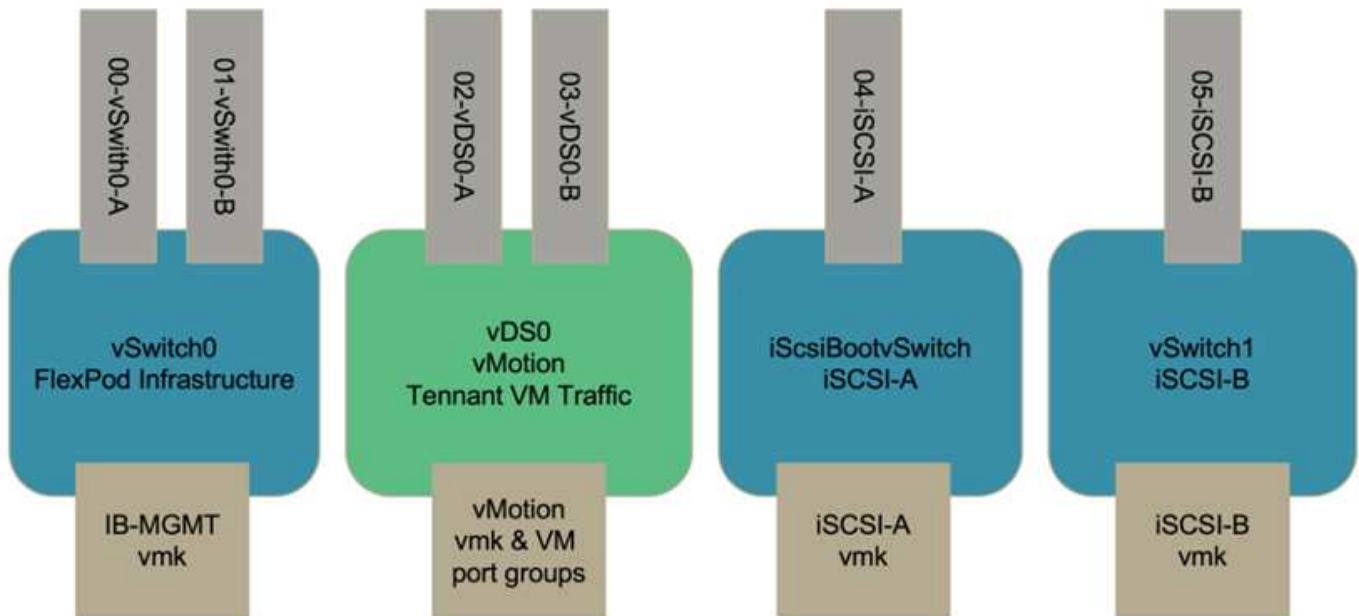 00-vSwith0-A
01-vSwith0-B
02-vDS0-A
03-vDS0-B
04-iSCSI-A
05-iSCSI-B
vSwitch0
FlexPod Infrastructure
vDS0
vMotion
Tennant VM Traffic
iScsiBootvSwitch
iSCSI-A
vSwitch1
iSCSI-B
IB-MGMT
vmk
vMotion
vmk & VM
port groups
iSCSI-A
vmk
iSCSI-B
vmk